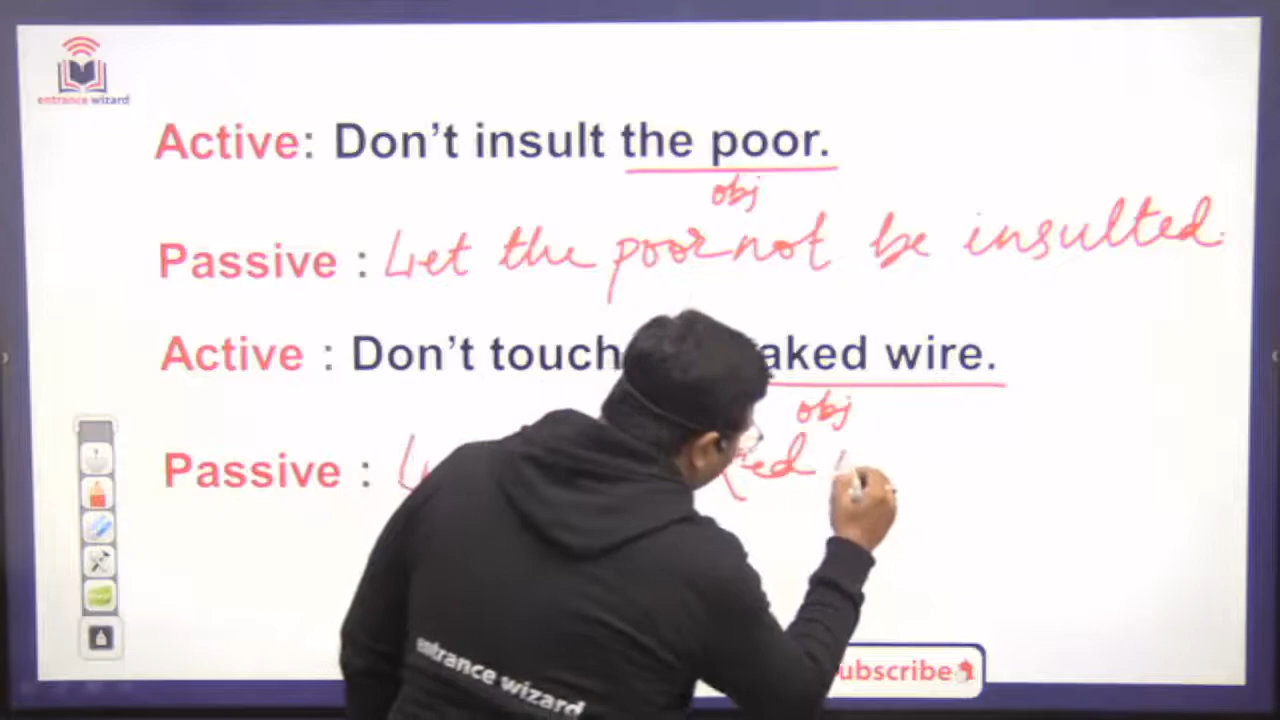 entrance wizard
Active: Don't insult the poor.
obj
Passive : Let the poor not be insulted.
Active : Don't touch aked wire.
obj
Passive :
entrance wizard
ubscribe